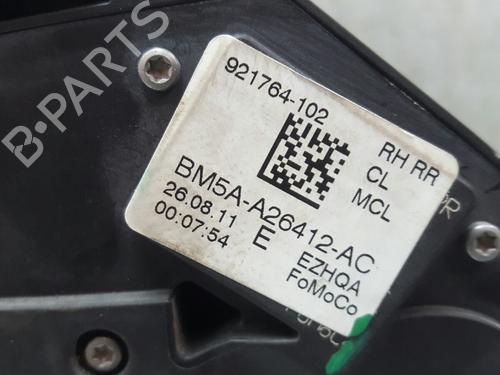 921764-102
RH RR
CL
MCL
BM5A-A26412-AC
26.08.11
E
EZHQA
00:07:54
FoMoCo
B-PARTS